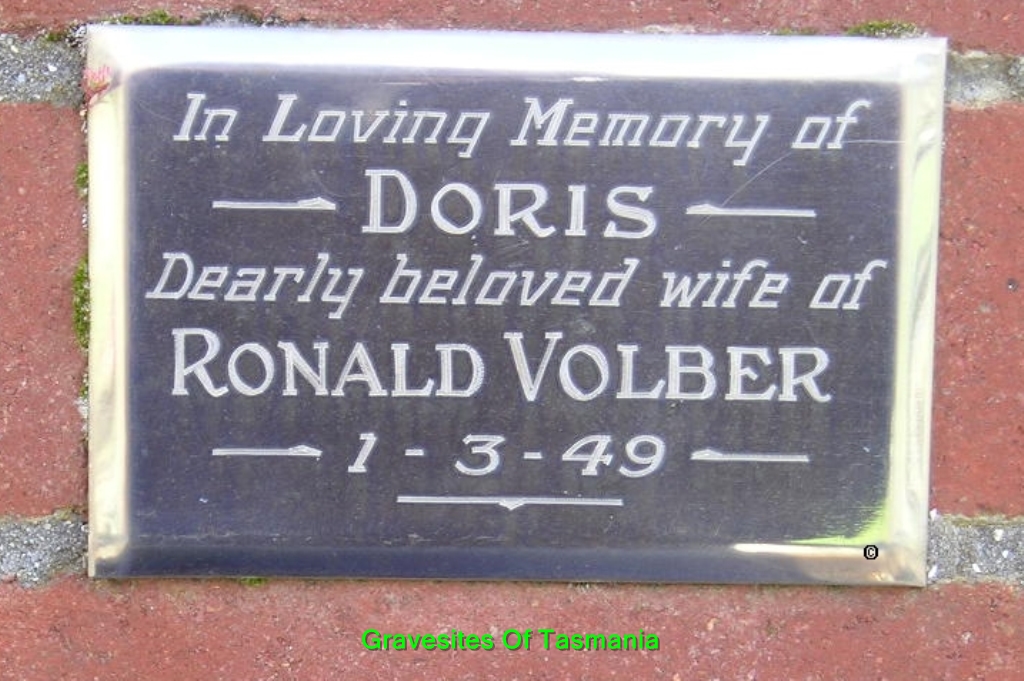 In Loving Memory of
DORIS
Dearly beloved wife of
RONALD VOLBER
1 - 3 - 49
©
Gravesites Of Tasmania